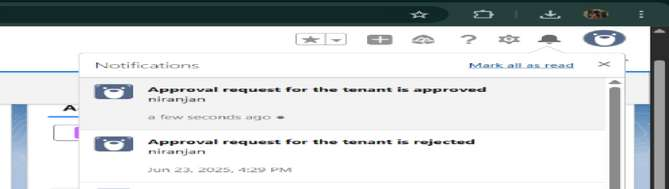 Notifications
Mark all as read
Approval request for the tenant is approved
niranjan
a few seconds ago
Approval request for the tenant is rejected
niranjan
Jun 23, 2025, 4:29 PM